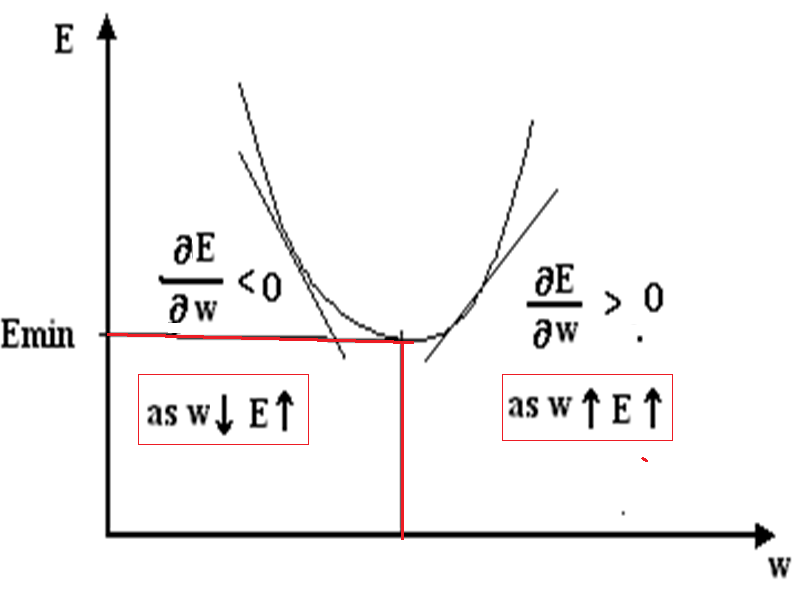 E
∂E
∂w
< 0
∂E
∂w
> 0
Emin
as w↓ E↑
as w↑ E↑
w